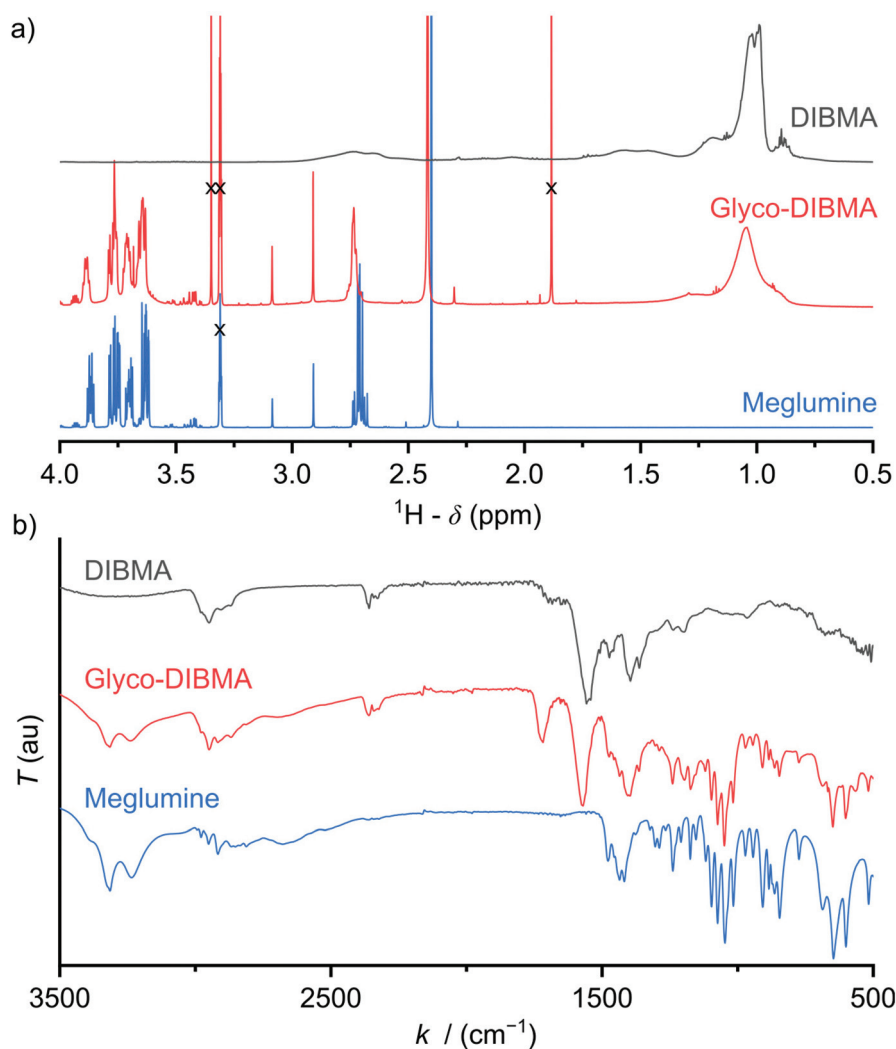 a)
DIBMA
x x x
Glyco-DIBMA
x
Meglumine
4.0 3.5 3.0 2.5 2.0 1.5 1.0 0.5
¹H - δ (ppm)
b)
DIBMA
Glyco-DIBMA
Meglumine
T (au)
3500 2500 1500 500
k / (cm⁻¹)